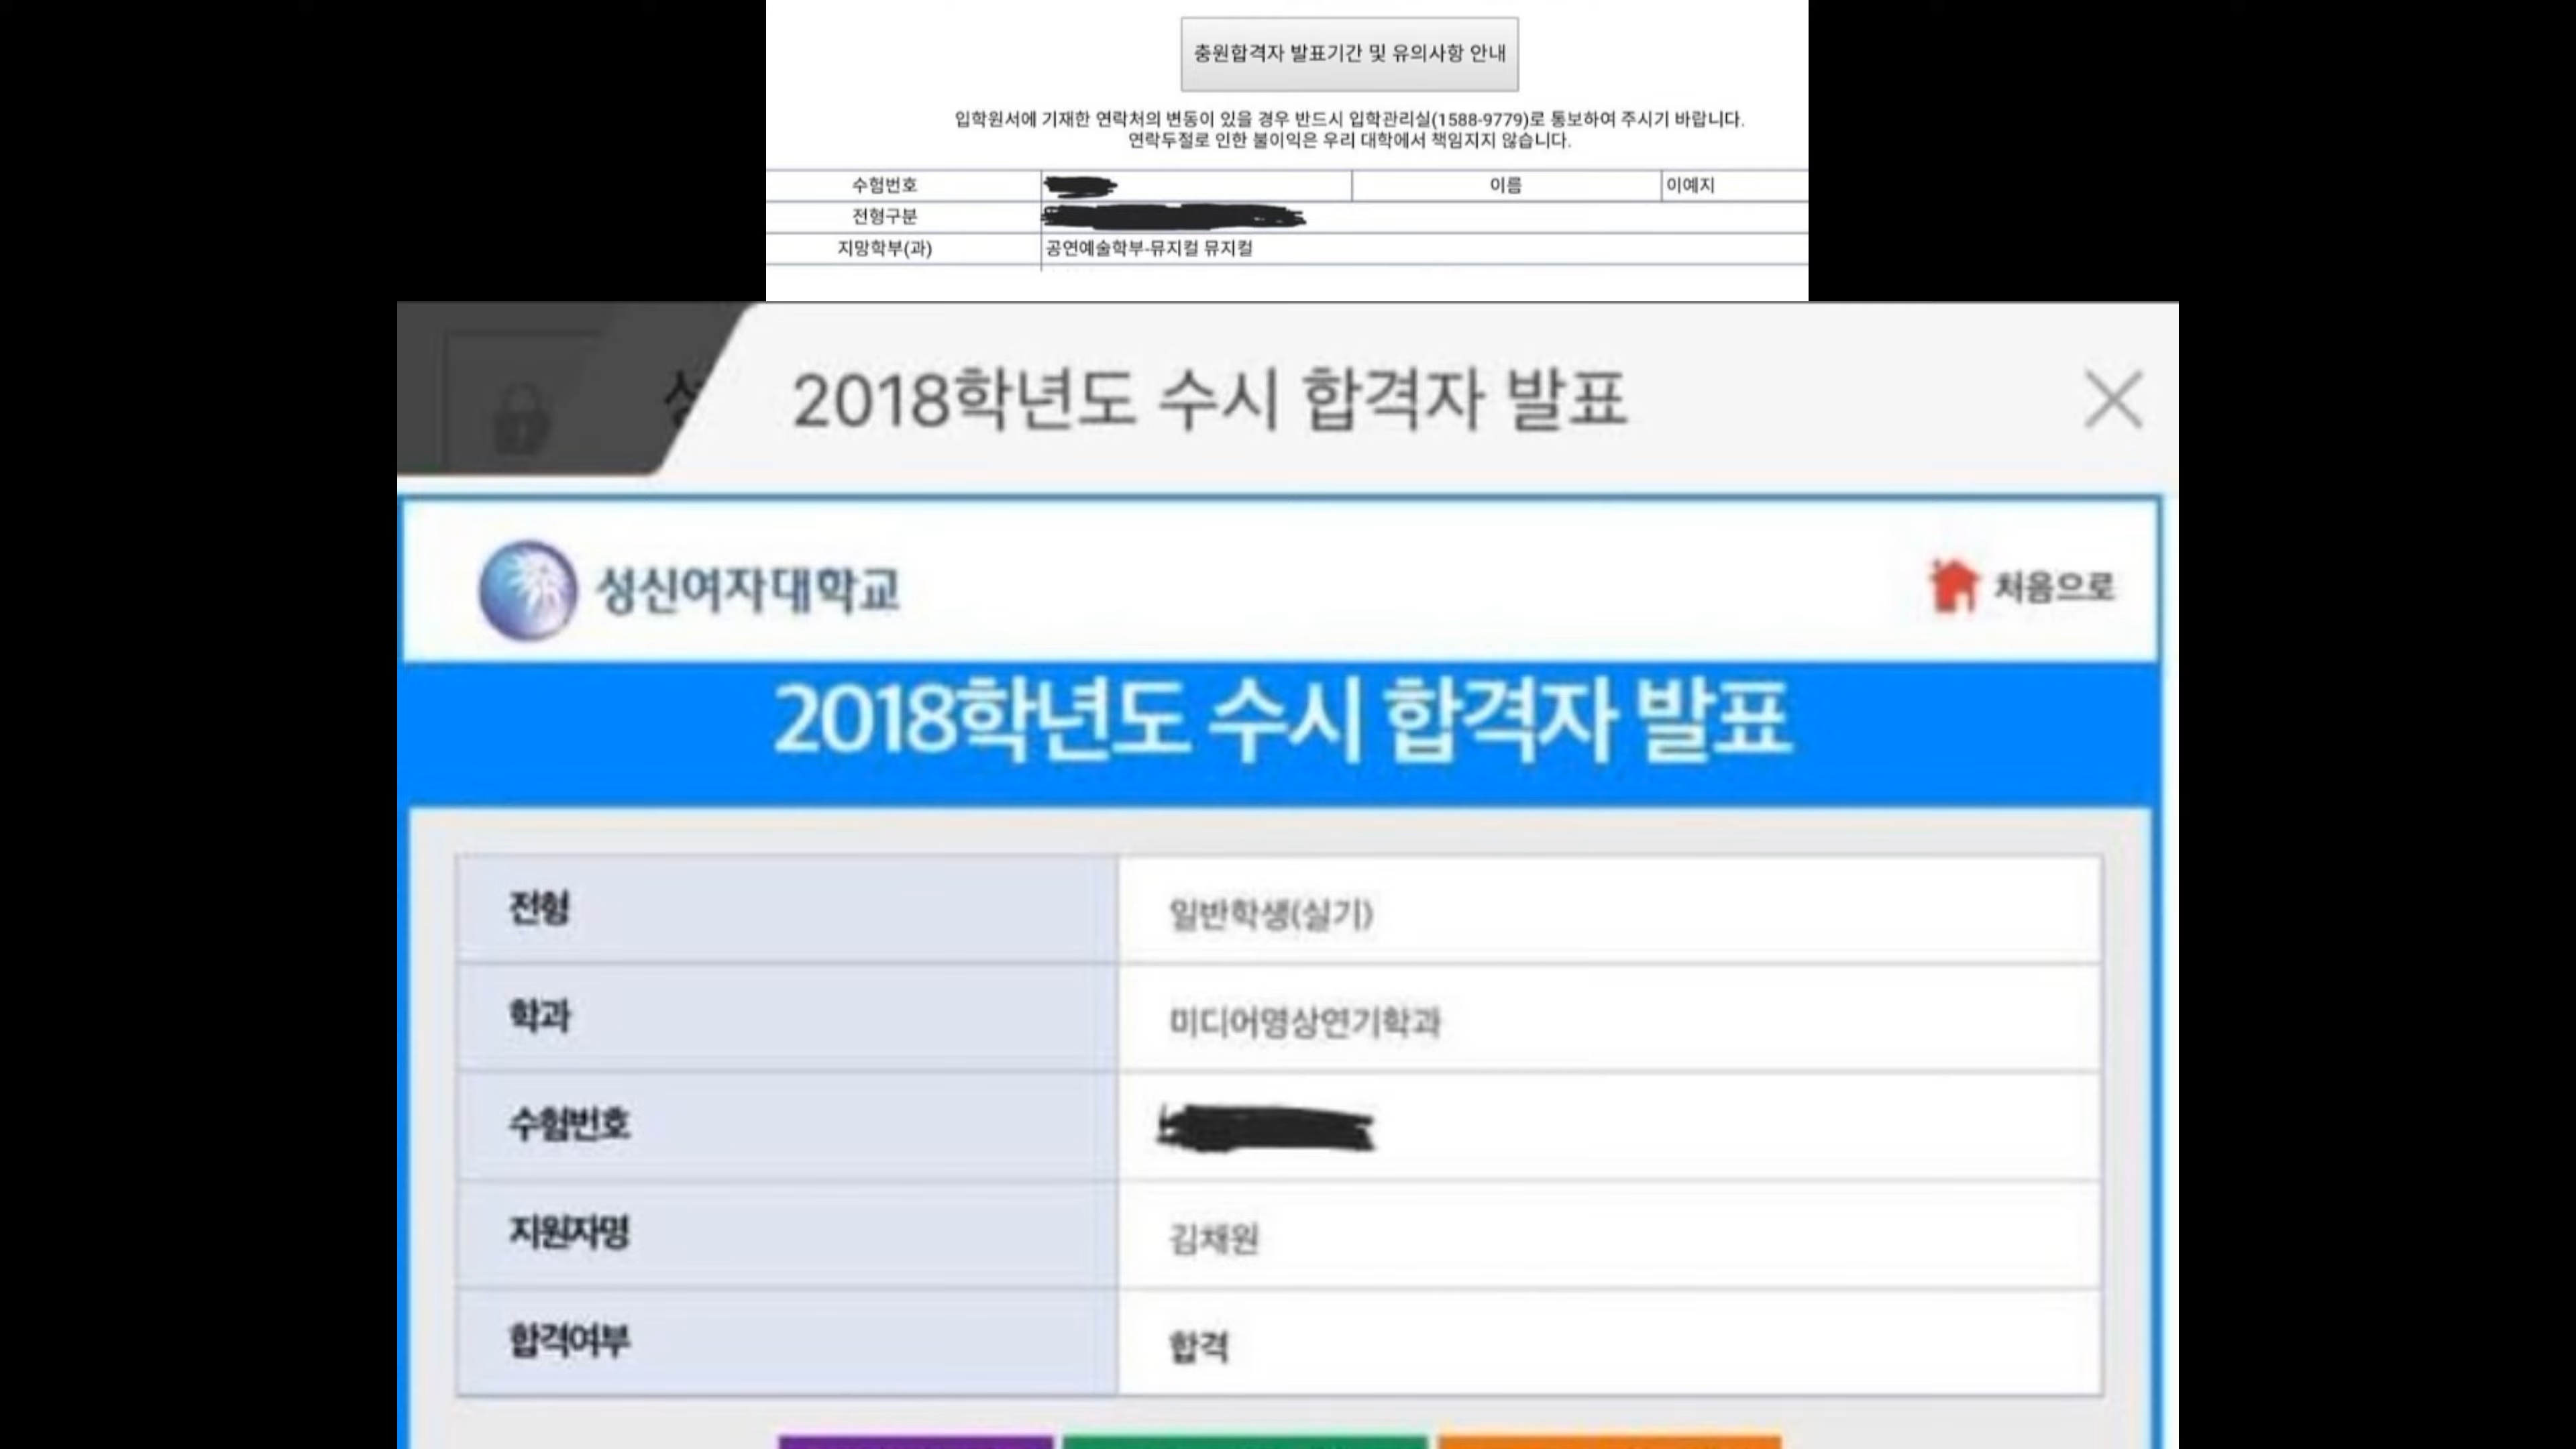 충원합격자 발표기간 및 유의사항 안내
입학원서에 기재한 연락처의 변동이 있을 경우 반드시 입학관리실(1588-9779)로 통보하여 주시기 바랍니다.
연락두절로 인한 불이익은 우리 대학에서 책임지지 않습니다.
수험번호 이름 이예지
전형구분
지망학부(과) 공연예술학부-뮤지컬 뮤지컬
2018학년도 수시 합격자 발표
성신여자대학교 처음으로
2018학년도 수시 합격자 발표
전형 일반학생(실기)
학과 미디어영상연기학과
수험번호
지원자명 김채원
합격여부 합격